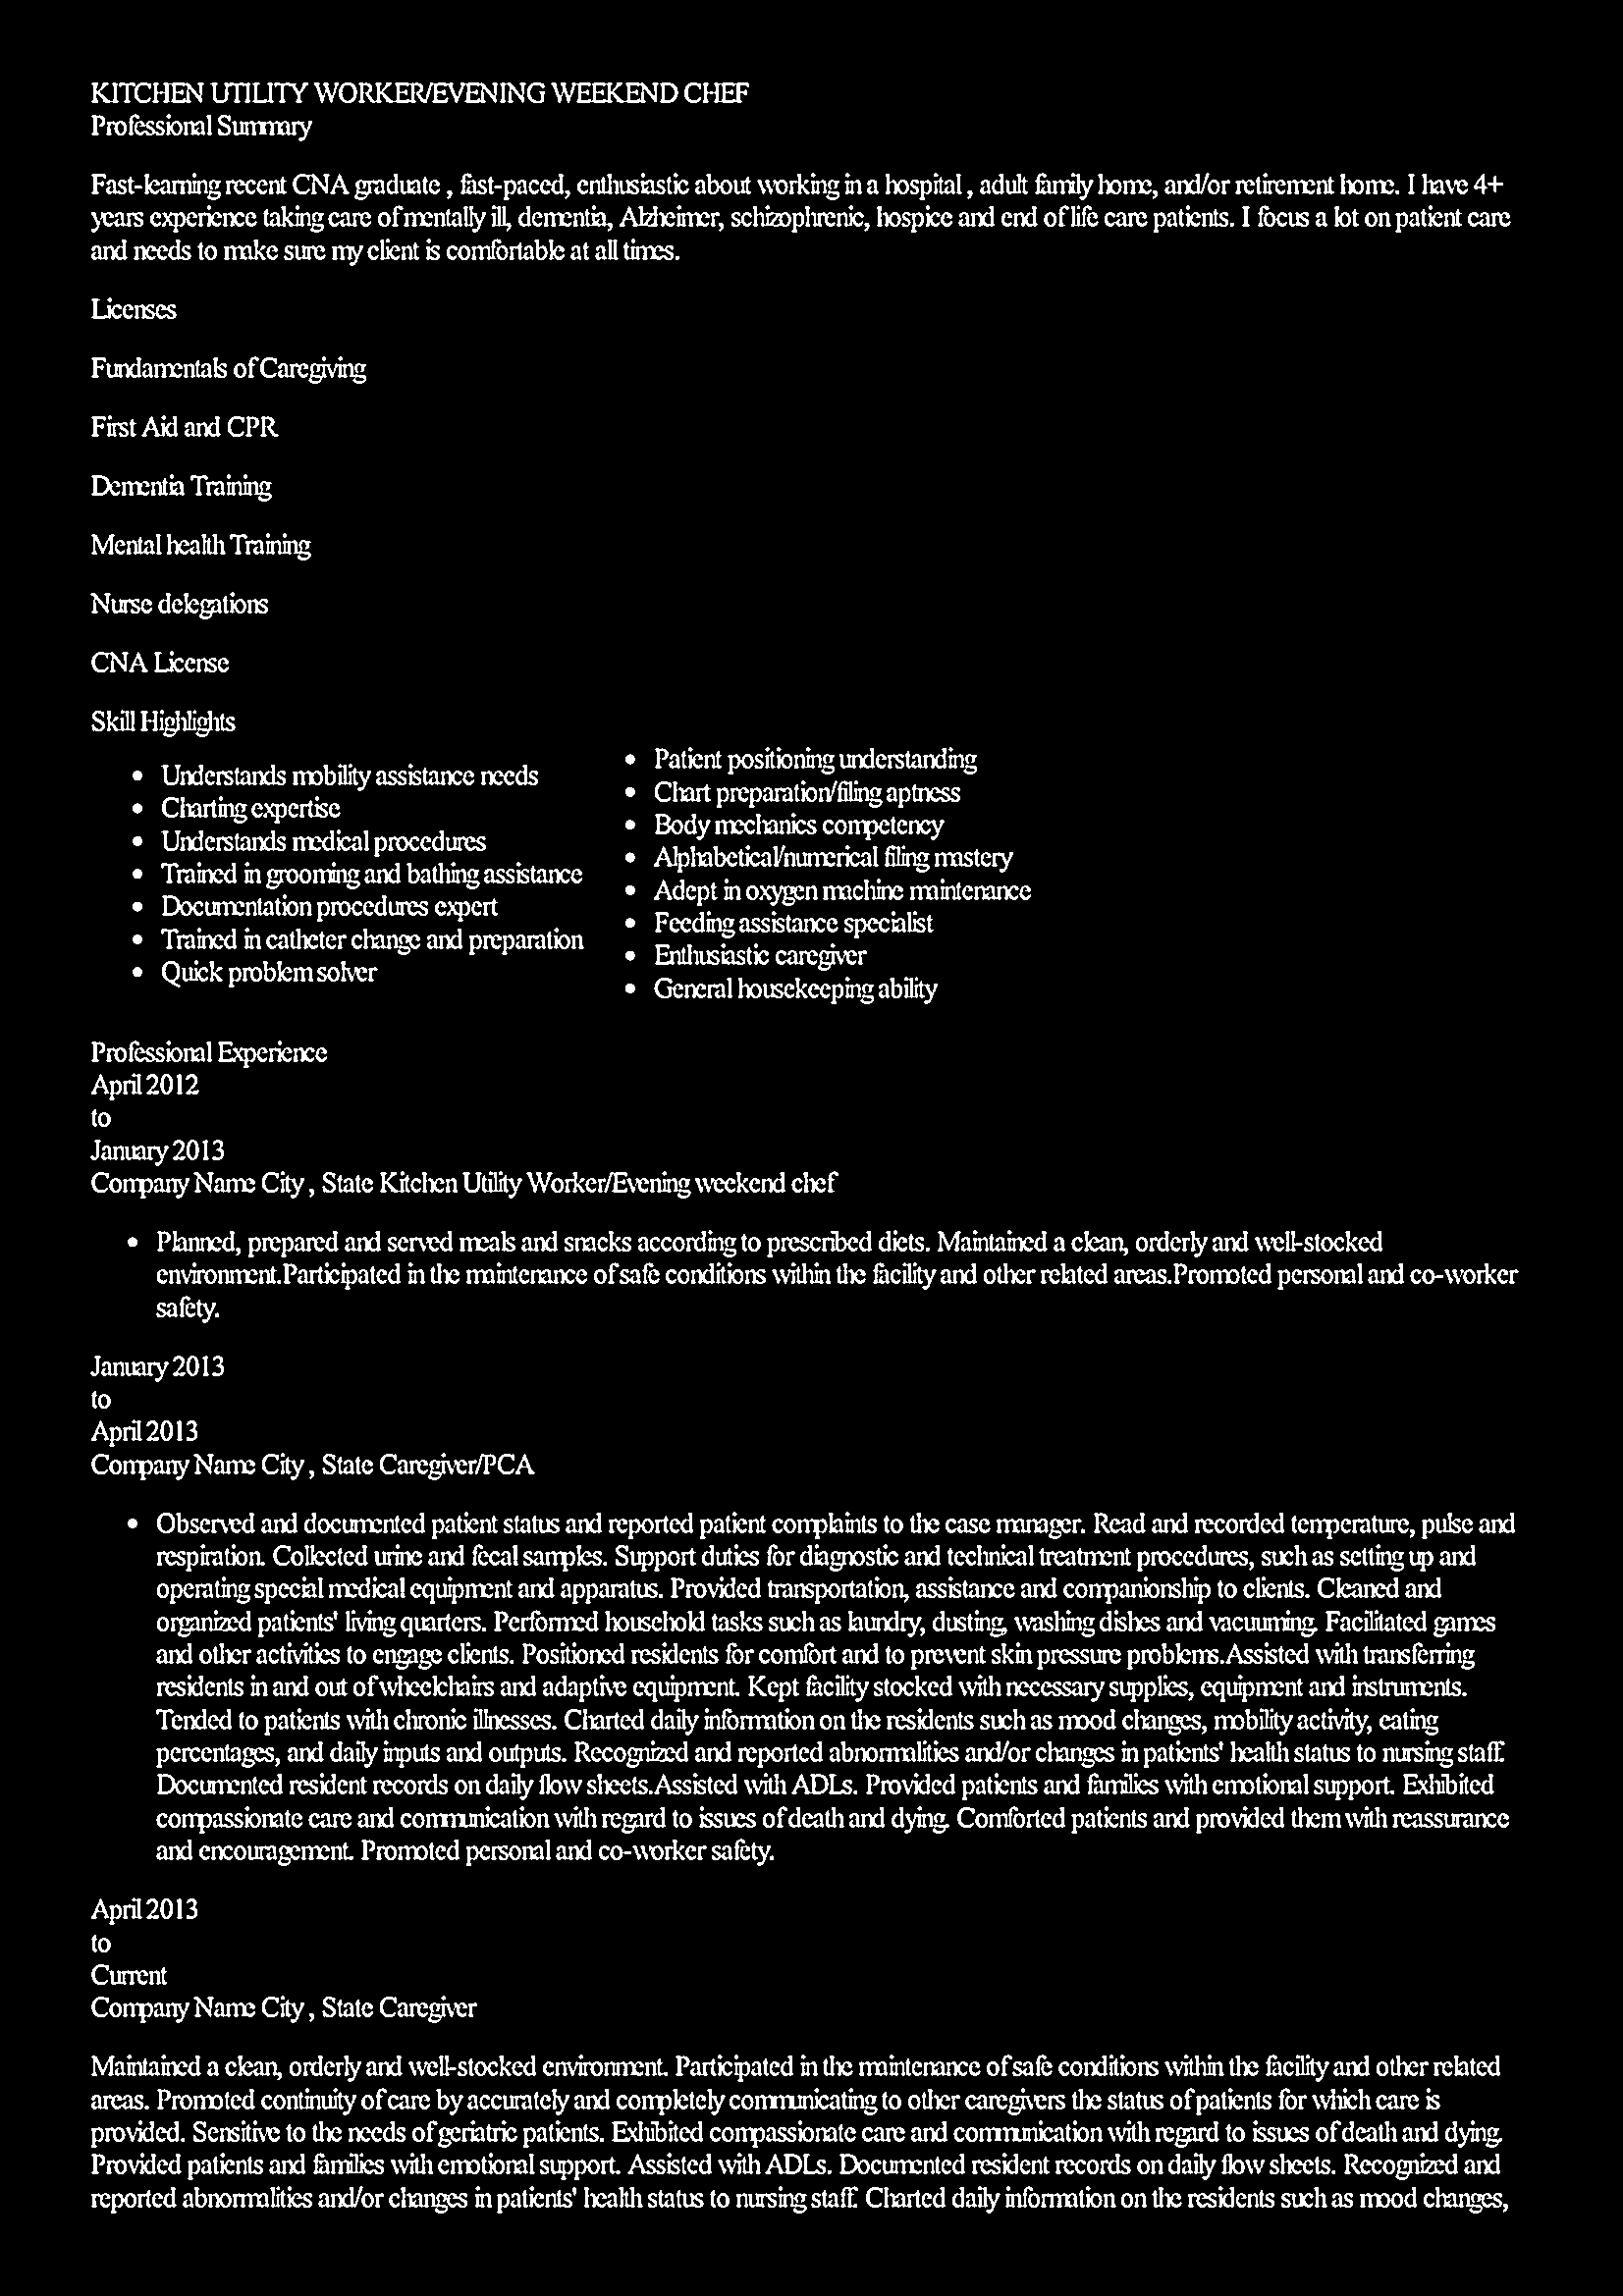 KITCHEN UTILITY WORKER/EVENING WEEKEND CHEF
Professional Summary
Fast-learning recent CNA graduate , fast-paced, enthusiastic about working in a hospital , adult family home, and/or retirement home. I have 4+
years experience taking care of mentally ill, dementia, Alzheimer, schizophrenic, hospice and end of life care patients. I focus a lot on patient care
and needs to make sure my client is comfortable at all times.
Licenses
Fundamentals of Caregiving
First Aid and CPR
Dementia Training
Mental health Training
Nurse delegations
CNA License
Skill Highlights
• Understands mobility assistance needs
• Charting expertise
• Understands medical procedures
• Trained in grooming and bathing assistance
• Documentation procedures expert
• Trained in catheter change and preparation
• Quick problem solver
• Patient positioning understanding
• Chart preparation/filing aptness
• Body mechanics competency
• Alphabetical/numerical filing mastery
• Adept in oxygen machine maintenance
• Feeding assistance specialist
• Enthusiastic caregiver
• General housekeeping ability
Professional Experience
April 2012
to
January 2013
Company Name City , State Kitchen Utility Worker/Evening weekend chef
• Planned, prepared and served meals and snacks according to prescribed diets. Maintained a clean, orderly and well-stocked
environment.Participated in the maintenance of safe conditions within the facility and other related areas.Promoted personal and co-worker
safety.
January 2013
to
April 2013
Company Name City , State Caregiver/PCA
• Observed and documented patient status and reported patient complaints to the case manager. Read and recorded temperature, pulse and
respiration. Collected urine and fecal samples. Support duties for diagnostic and technical treatment procedures, such as setting up and
operating special medical equipment and apparatus. Provided transportation, assistance and companionship to clients. Cleaned and
organized patients' living quarters. Performed household tasks such as laundry, dusting, washing dishes and vacuuming. Facilitated games
and other activities to engage clients. Positioned residents for comfort and to prevent skin pressure problems.Assisted with transferring
residents in and out of wheelchairs and adaptive equipment. Kept facility stocked with necessary supplies, equipment and instruments.
Tended to patients with chronic illnesses. Charted daily information on the residents such as mood changes, mobility activity, eating
percentages, and daily inputs and outputs. Recognized and reported abnormalities and/or changes in patients' health status to nursing staff.
Documented resident records on daily flow sheets.Assisted with ADLs. Provided patients and families with emotional support. Exhibited
compassionate care and communication with regard to issues of death and dying. Comforted patients and provided them with reassurance
and encouragement. Promoted personal and co-worker safety.
April 2013
to
Current
Company Name City , State Caregiver
Maintained a clean, orderly and well-stocked environment. Participated in the maintenance of safe conditions within the facility and other related
areas. Promoted continuity of care by accurately and completely communicating to other caregivers the status of patients for which care is
provided. Sensitive to the needs of geriatric patients. Exhibited compassionate care and communication with regard to issues of death and dying.
Provided patients and families with emotional support. Assisted with ADLs. Documented resident records on daily flow sheets. Recognized and
reported abnormalities and/or changes in patients' health status to nursing staff. Charted daily information on the residents such as mood changes,